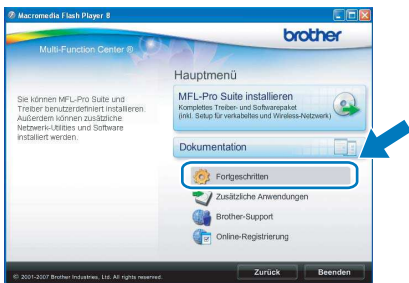 Macromedia Flash Player 8
brother
Multi-Function Center ®
Hauptmenü
Sie können MFL-Pro Suite und
Treiber benutzerdefiniert installieren.
Außerdem können zusätzliche
Netzwerk-Utilities und Software
installiert werden.
MFL-Pro Suite installieren
Komplettes Treiber- und Softwarepaket
(inkl. Setup für verkabeltes und Wireless-Netzwerk)
Dokumentation
Fortgeschritten
Zusätzliche Anwendungen
Brother-Support
Online-Registrierung
© 2001-2007 Brother Industries, Ltd. All rights reserved.
Zurück
Beenden